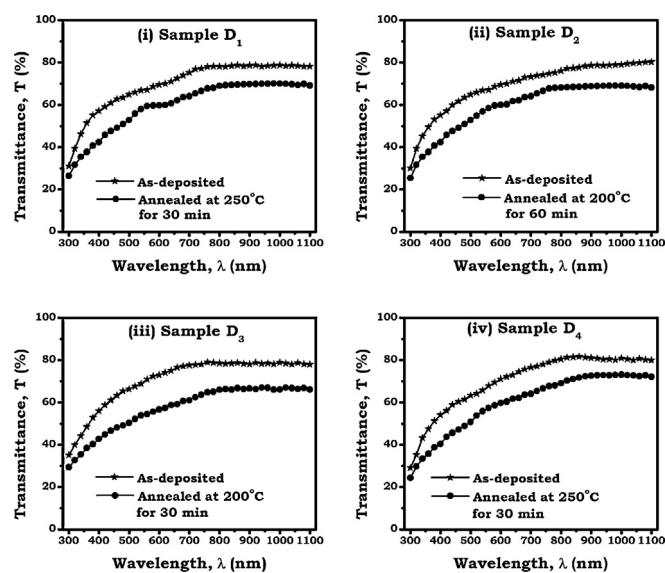 (i) Sample D1
Transmittance, T (%)
100
80
60
40
20
0
As-deposited
Annealed at 250°C
for 30 min
300 400 500 600 700 800 900 1000 1100
Wavelength, λ (nm)
(ii) Sample D2
Transmittance, T (%)
100
80
60
40
20
0
As-deposited
Annealed at 200°C
for 60 min
300 400 500 600 700 800 900 1000 1100
Wavelength, λ (nm)
(iii) Sample D3
Transmittance, T (%)
100
80
60
40
20
0
As-deposited
Annealed at 200°C
for 30 min
300 400 500 600 700 800 900 1000 1100
Wavelength, λ (nm)
(iv) Sample D4
Transmittance, T (%)
100
80
60
40
20
0
As-deposited
Annealed at 250°C
for 30 min
300 400 500 600 700 800 900 1000 1100
Wavelength, λ (nm)